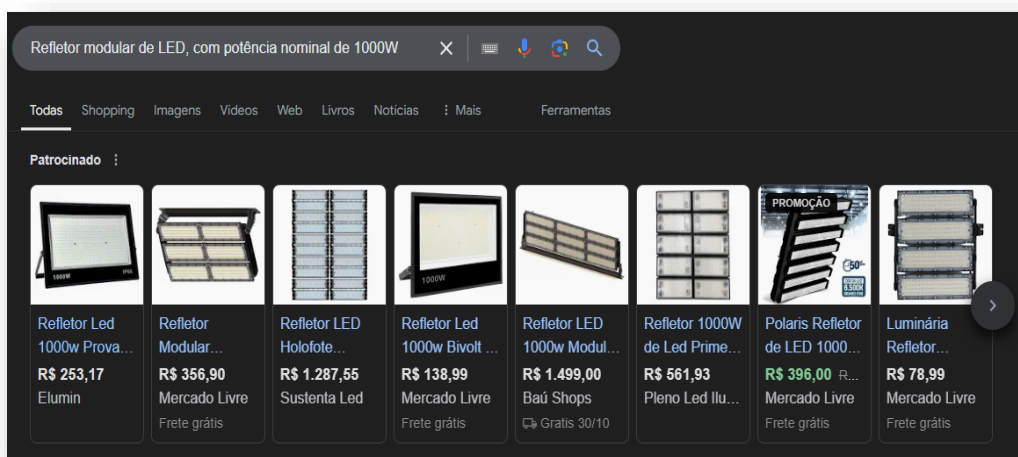 Refletor modular de LED, com potência nominal de 1000W
Todas Shopping Imagens Vídeos Web Livros Notícias Mais Ferramentas
Patrocinado
1000W IP66
Refletor Led
1000w Prova...
R$ 253,17
Elumin
Refletor
Modular...
R$ 356,90
Mercado Livre
Frete grátis
Refletor LED
Holofote...
R$ 1.287,55
Sustenta Led
1000W
Refletor Led
1000w Bivolt ...
R$ 138,99
Mercado Livre
Frete grátis
Refletor LED
1000w Modul...
R$ 1.499,00
Baú Shops
Gratis 30/10
Refletor 1000W
de Led Prime...
R$ 561,93
Pleno Led Ilu...
PROMOÇÃO
50
6.500K
Polaris Refletor
de LED 1000...
R$ 396,00 R...
Mercado Livre
Frete grátis
Luminária
Refletor...
R$ 78,99
Mercado Livre
Frete grátis